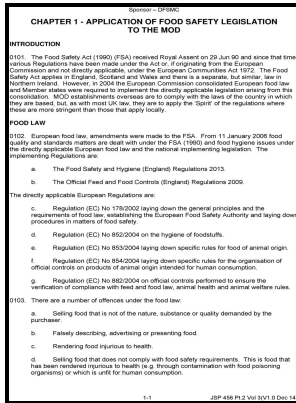 Sponsor – DFSMC
CHAPTER 1 - APPLICATION OF FOOD SAFETY LEGISLATION
TO THE MOD
INTRODUCTION
0101. The Food Safety Act (1990) (FSA) received Royal Assent on 29 Jun 90 and since that time
various Regulations have been made under the Act or, if originating from the European
Commission and not directly applicable, under the European Communities Act 1972. The Food
Safety Act applies in England, Scotland and Wales and there is a separate, but similar, law in
Northern Ireland. However, in 2004 the European Commission consolidated European food law
and Member states were required to implement the directly applicable legislation arising from this
consolidation. MOD establishments overseas are to comply with the laws of the country in which
they are based, but, as with most UK law, they are to apply the 'Spirit' of the regulations where
these are more stringent than those that apply locally.
FOOD LAW
0102. European food law, amendments were made to the FSA. From 11 January 2006 food
quality and standards matters are dealt with under the FSA (1990) and food hygiene issues under
the directly applicable European food law and the national implementing legislation. The
implementing Regulations are:
a. The Food Safety and Hygiene (England) Regulations 2013.
b. The Official Feed and Food Controls (England) Regulations 2009.
The directly applicable European Regulations are:
c. Regulation (EC) No 178/2002 laying down the general principles and the
requirements of food law, establishing the European Food Safety Authority and laying down
procedures in matters of food safety.
d. Regulation (EC) No 852/2004 on the hygiene of foodstuffs.
e. Regulation (EC) No 853/2004 laying down specific rules for food of animal origin.
f. Regulation (EC) No 854/2004 laying down specific rules for the organisation of
official controls on products of animal origin intended for human consumption.
g. Regulation (EC) No 882/2004 on official controls performed to ensure the
verification of compliance with feed and food law, animal health and animal welfare rules.
0103. There are a number of offences under the food law:
a. Selling food that is not of the nature, substance or quality demanded by the
purchaser.
b. Falsely describing, advertising or presenting food.
c. Rendering food injurious to health.
d. Selling food that does not comply with food safety requirements. This is food that
has been rendered injurious to health (e.g. through contamination with food poisoning
organisms) or which is unfit for human consumption.
1-1 JSP 456 Pt.2 Vol 3(V1.0 Dec 14)